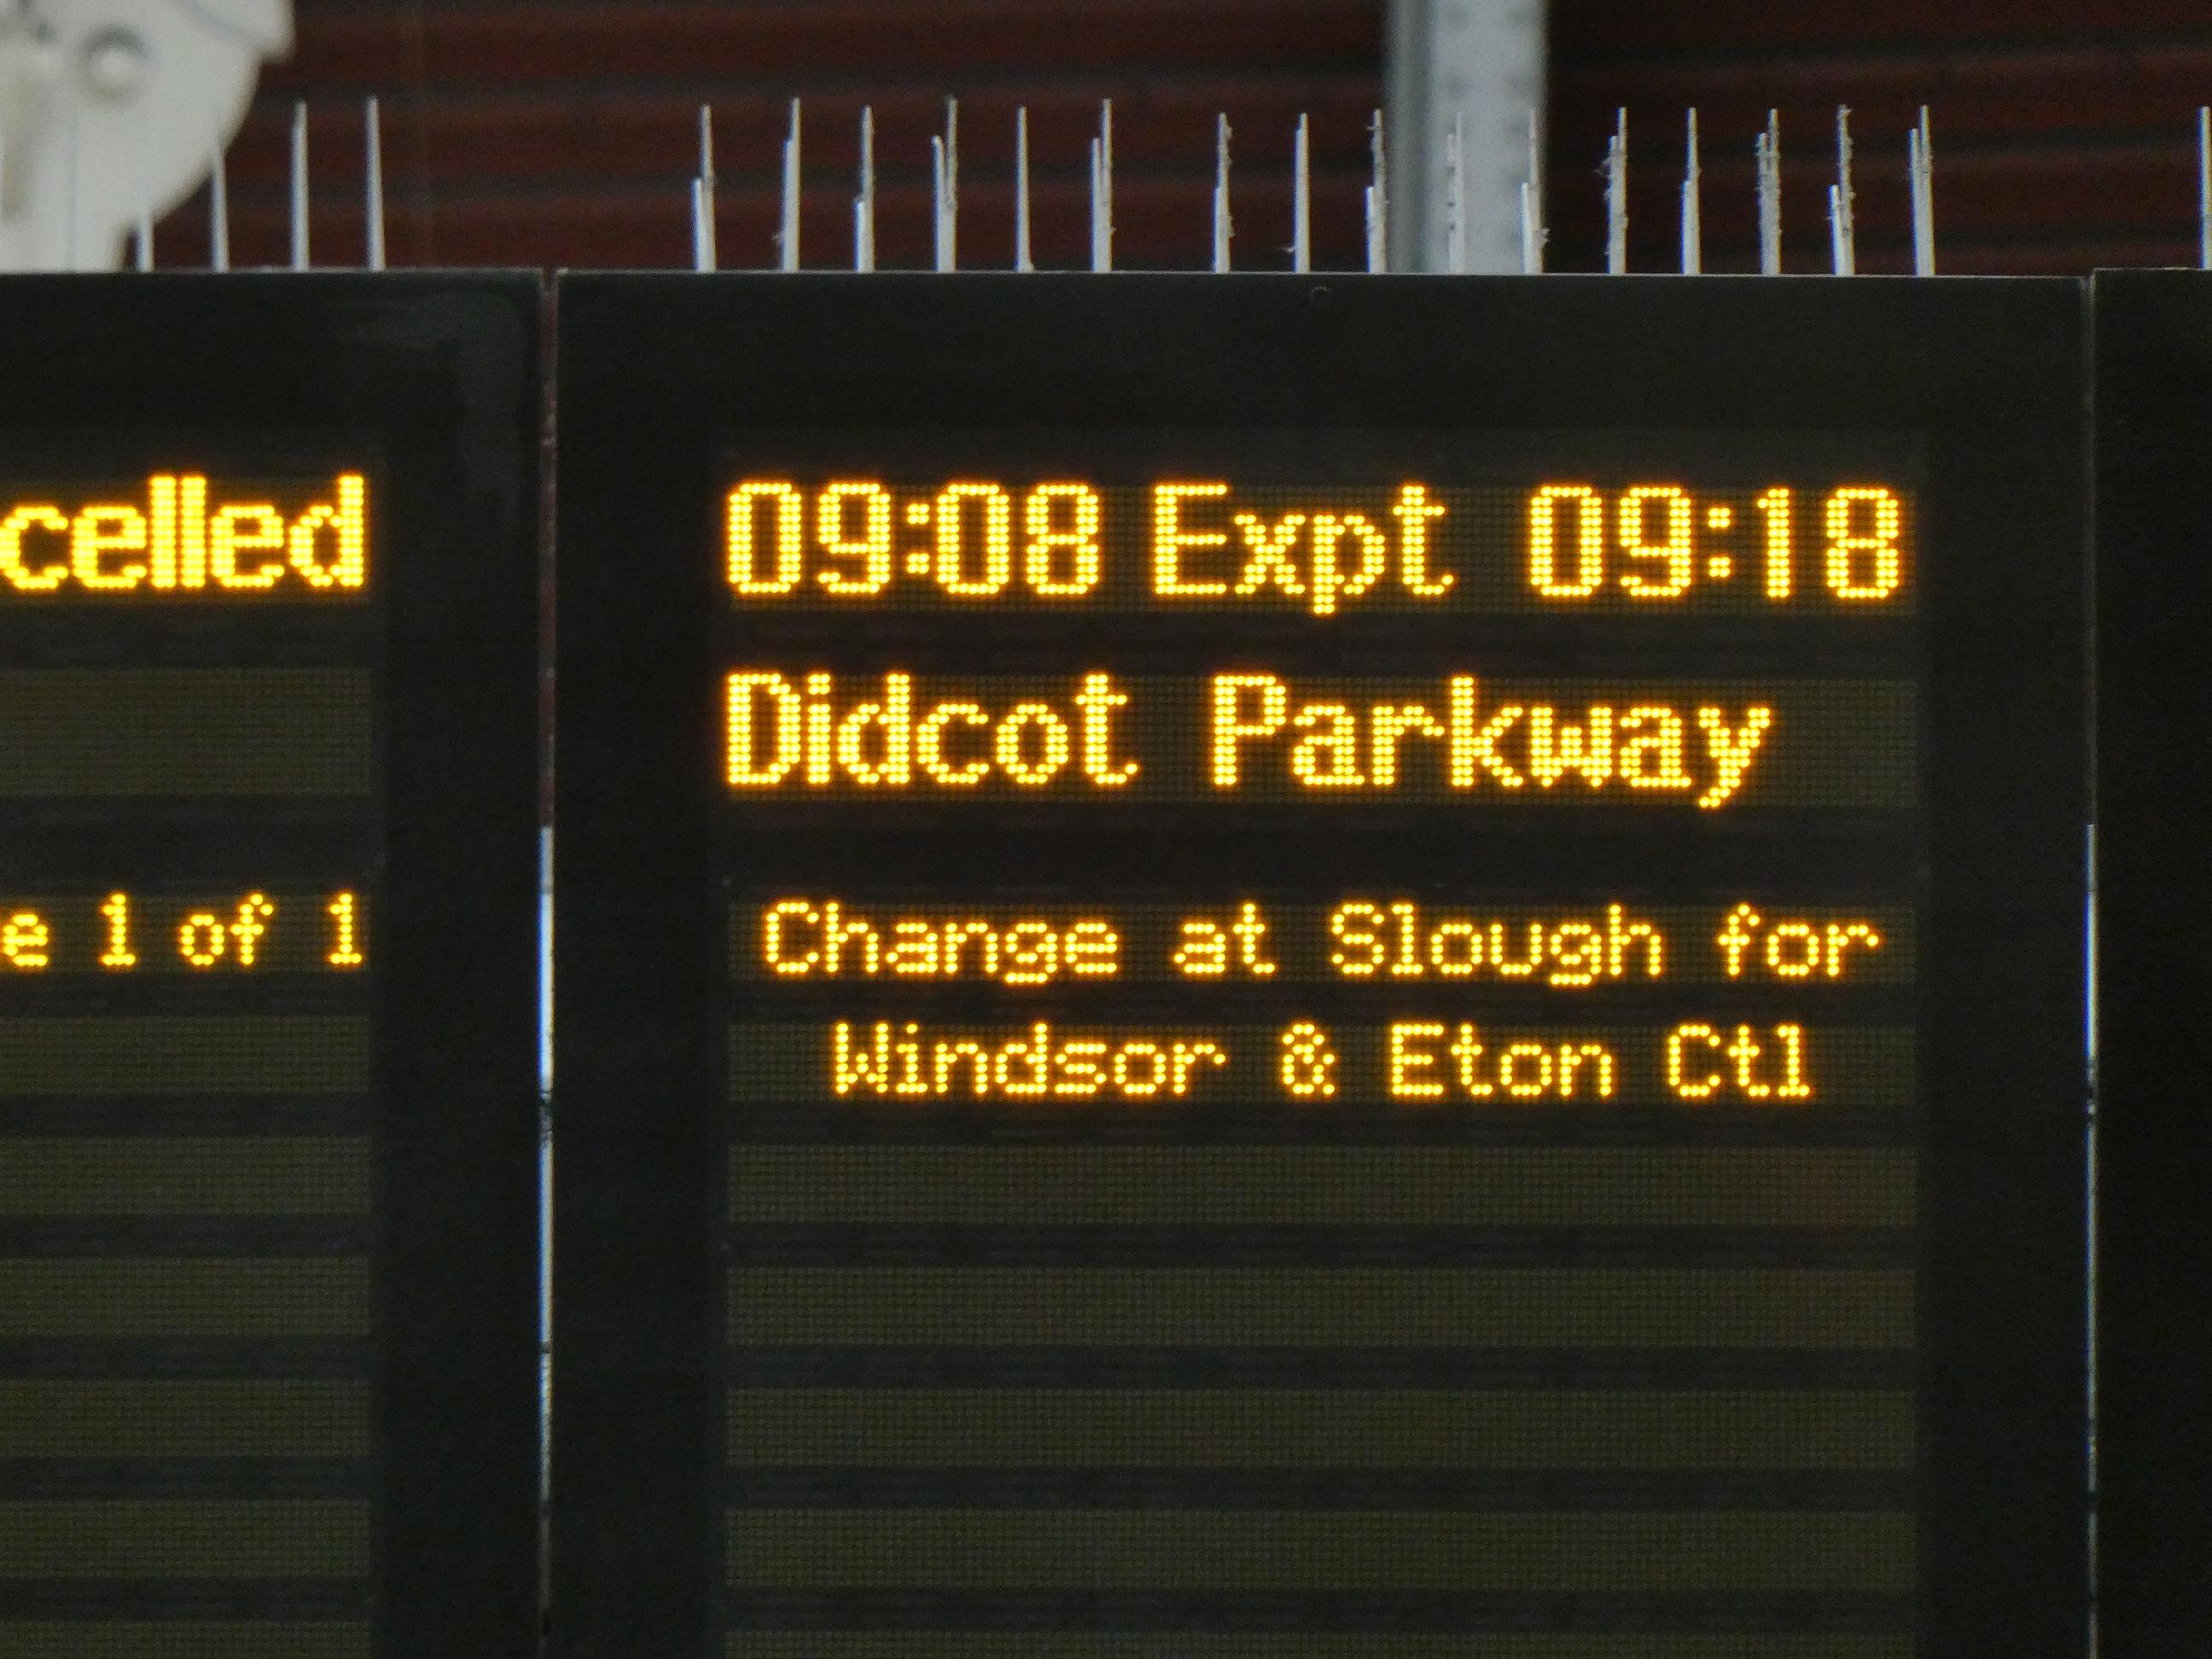 celled
e 1 of 1
09:08 Expt 09:18
Didcot Parkway
Change at Slough for
Windsor & Eton Ctl